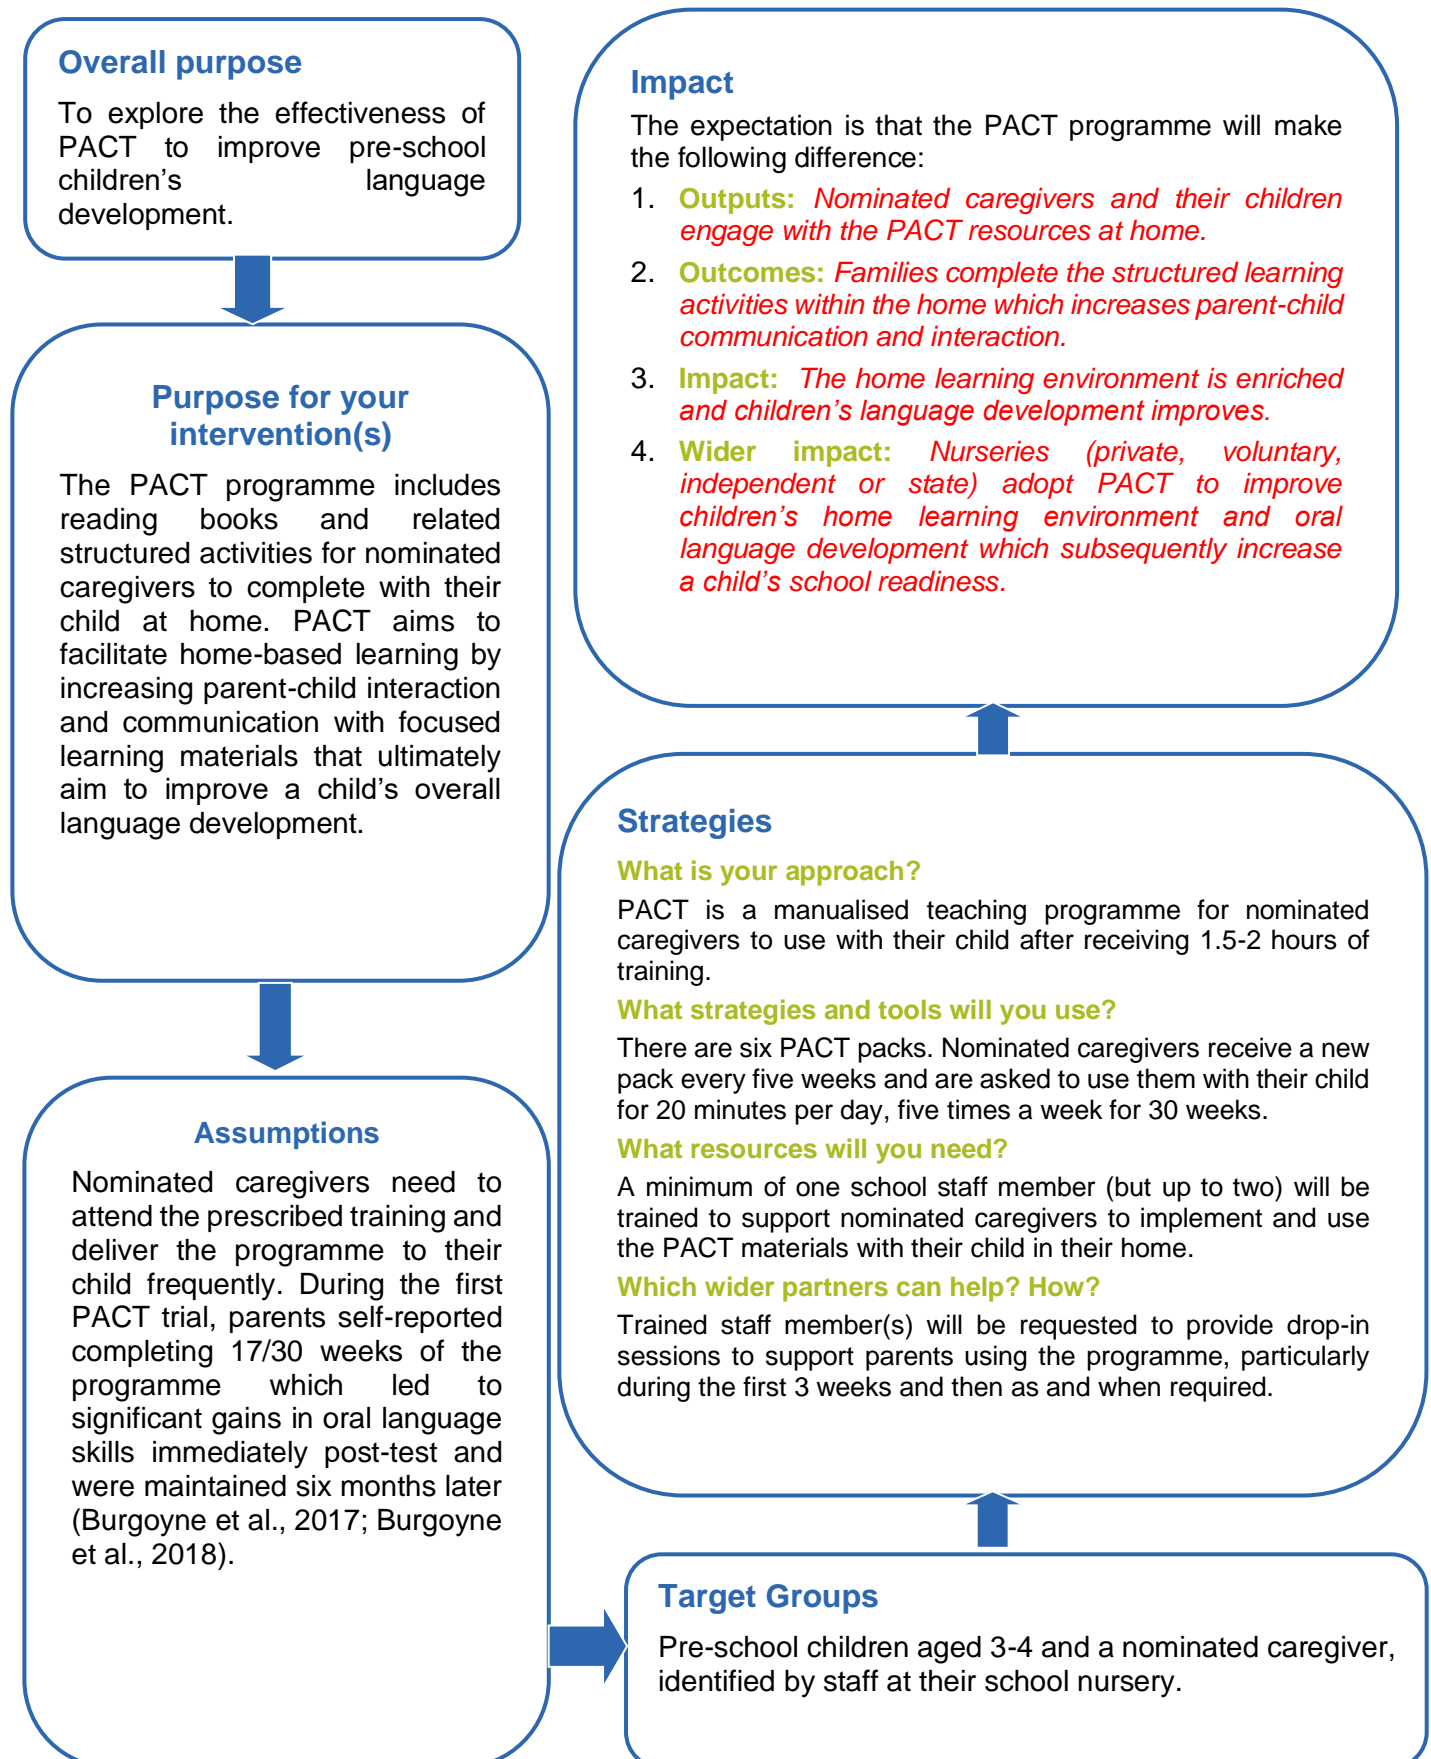 Overall purpose
To explore the effectiveness of
PACT to improve pre-school
children's language
development.
Purpose for your
intervention(s)
The PACT programme includes
reading books and related
structured activities for nominated
caregivers to complete with their
child at home. PACT aims to
facilitate home-based learning by
increasing parent-child interaction
and communication with focused
learning materials that ultimately
aim to improve a child's overall
language development.
Assumptions
Nominated caregivers need to
attend the prescribed training and
deliver the programme to their
child frequently. During the first
PACT trial, parents self-reported
completing 17/30 weeks of the
programme which led to
significant gains in oral language
skills immediately post-test and
were maintained six months later
(Burgoyne et al., 2017; Burgoyne
et al., 2018).
Target Groups
Pre-school children aged 3-4 and a nominated caregiver,
identified by staff at their school nursery.
Strategies
What is your approach?
PACT is a manualised teaching programme for nominated
caregivers to use with their child after receiving 1.5-2 hours of
training.
What strategies and tools will you use?
There are six PACT packs. Nominated caregivers receive a new
pack every five weeks and are asked to use them with their child
for 20 minutes per day, five times a week for 30 weeks.
What resources will you need?
A minimum of one school staff member (but up to two) will be
trained to support nominated caregivers to implement and use
the PACT materials with their child in their home.
Which wider partners can help? How?
Trained staff member(s) will be requested to provide drop-in
sessions to support parents using the programme, particularly
during the first 3 weeks and then as and when required.
Impact
The expectation is that the PACT programme will make
the following difference:
1. Outputs: Nominated caregivers and their children
engage with the PACT resources at home.
2. Outcomes: Families complete the structured learning
activities within the home which increases parent-child
communication and interaction.
3. Impact: The home learning environment is enriched
and children's language development improves.
4. Wider impact: Nurseries (private, voluntary,
independent or state) adopt PACT to improve
children's home learning environment and oral
language development which subsequently increase
a child's school readiness.